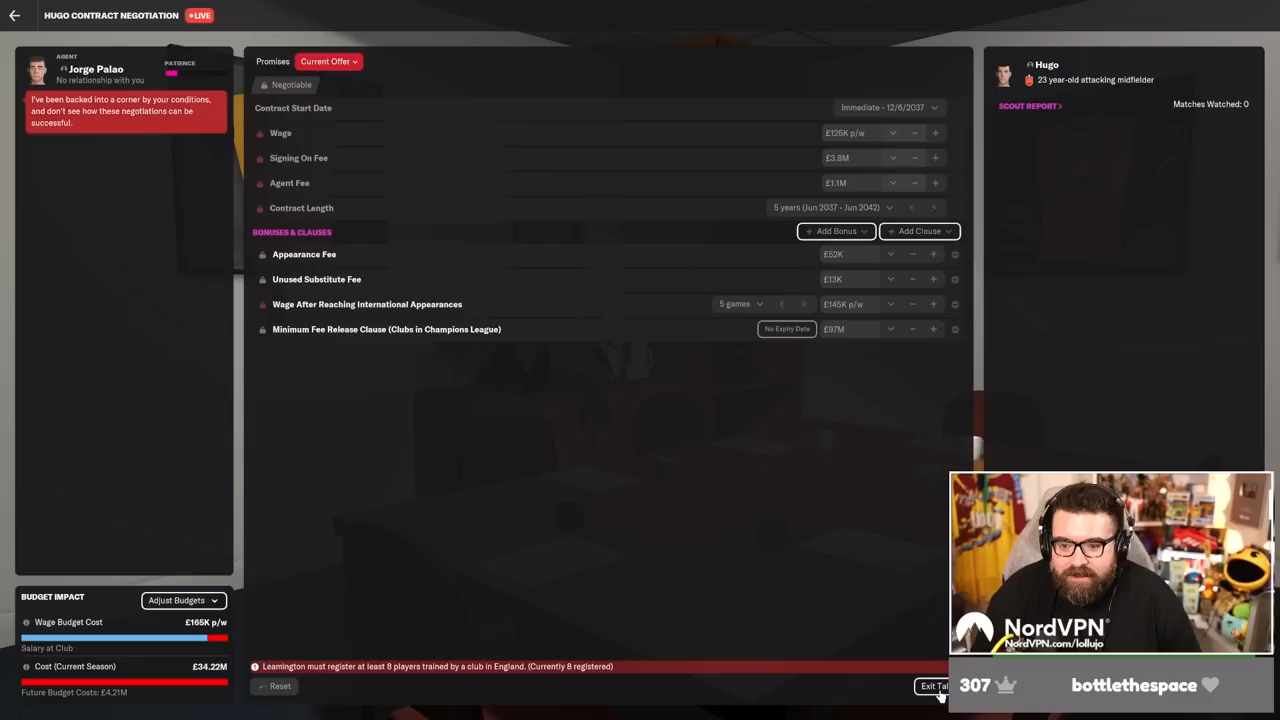 HUGO CONTRACT NEGOTIATION
LIVE
AGENT
Jorge Palao
No relationship with you
PATIENCE
I've been backed into a corner by your conditions,
and don't see how these negotiations can be
successful.
Promises
Current Offer
Negotiable
Contract Start Date
Immediate - 12/6/2037
Wage
£125K p/w
Signing On Fee
£3.8M
Agent Fee
£1.1M
Contract Length
5 years (Jun 2037 - Jun 2042)
BONUSES & CLAUSES
+ Add Bonus
+ Add Clause
Appearance Fee
£52K
Unused Substitute Fee
£13K
Wage After Reaching International Appearances
5 games
£145K p/w
Minimum Fee Release Clause (Clubs in Champions League)
No Expiry Date
£97M
Hugo
23 year-old attacking midfielder
SCOUT REPORT >
Matches Watched: 0
BUDGET IMPACT
Adjust Budgets
Wage Budget Cost
£165K p/w
Salary at Club
Cost (Current Season)
£34.22M
Future Budget Costs: £4.21M
Leamington must register at least 8 players trained by a club in England. (Currently 8 registered)
Reset
Exit Tal
NordVPN®
NordVPN.com/lollujo
307
bottlethespace